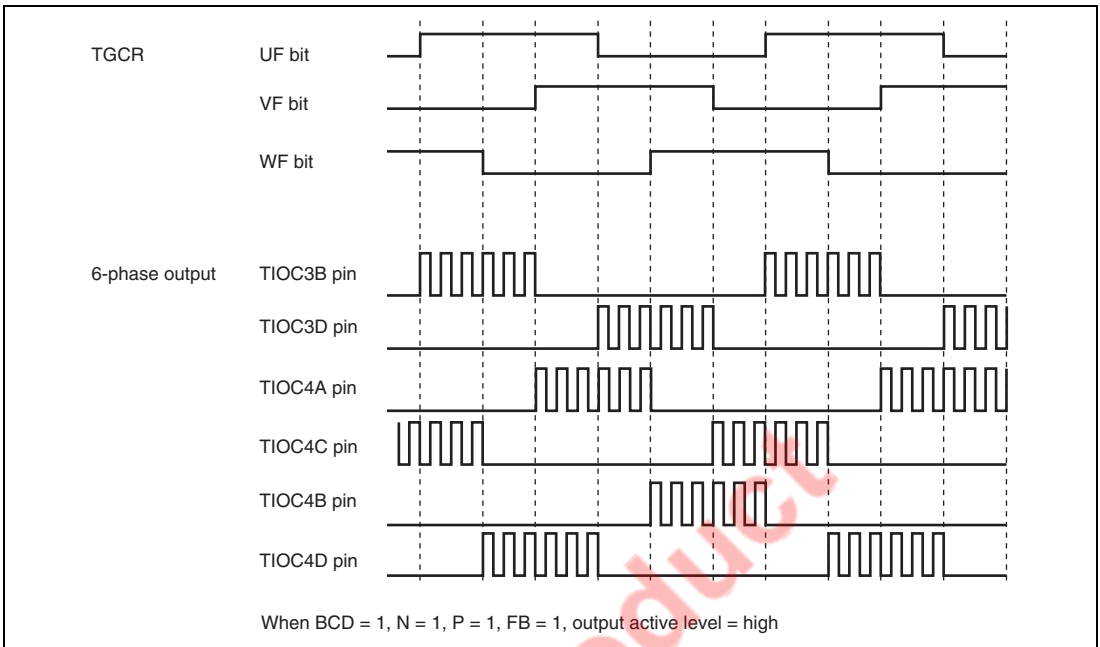 TGCR UF bit
VF bit
WF bit
6-phase output TIOC3B pin
TIOC3D pin
TIOC4A pin
TIOC4C pin
TIOC4B pin
TIOC4D pin
When BCD = 1, N = 1, P = 1, FB = 1, output active level = high
oduct